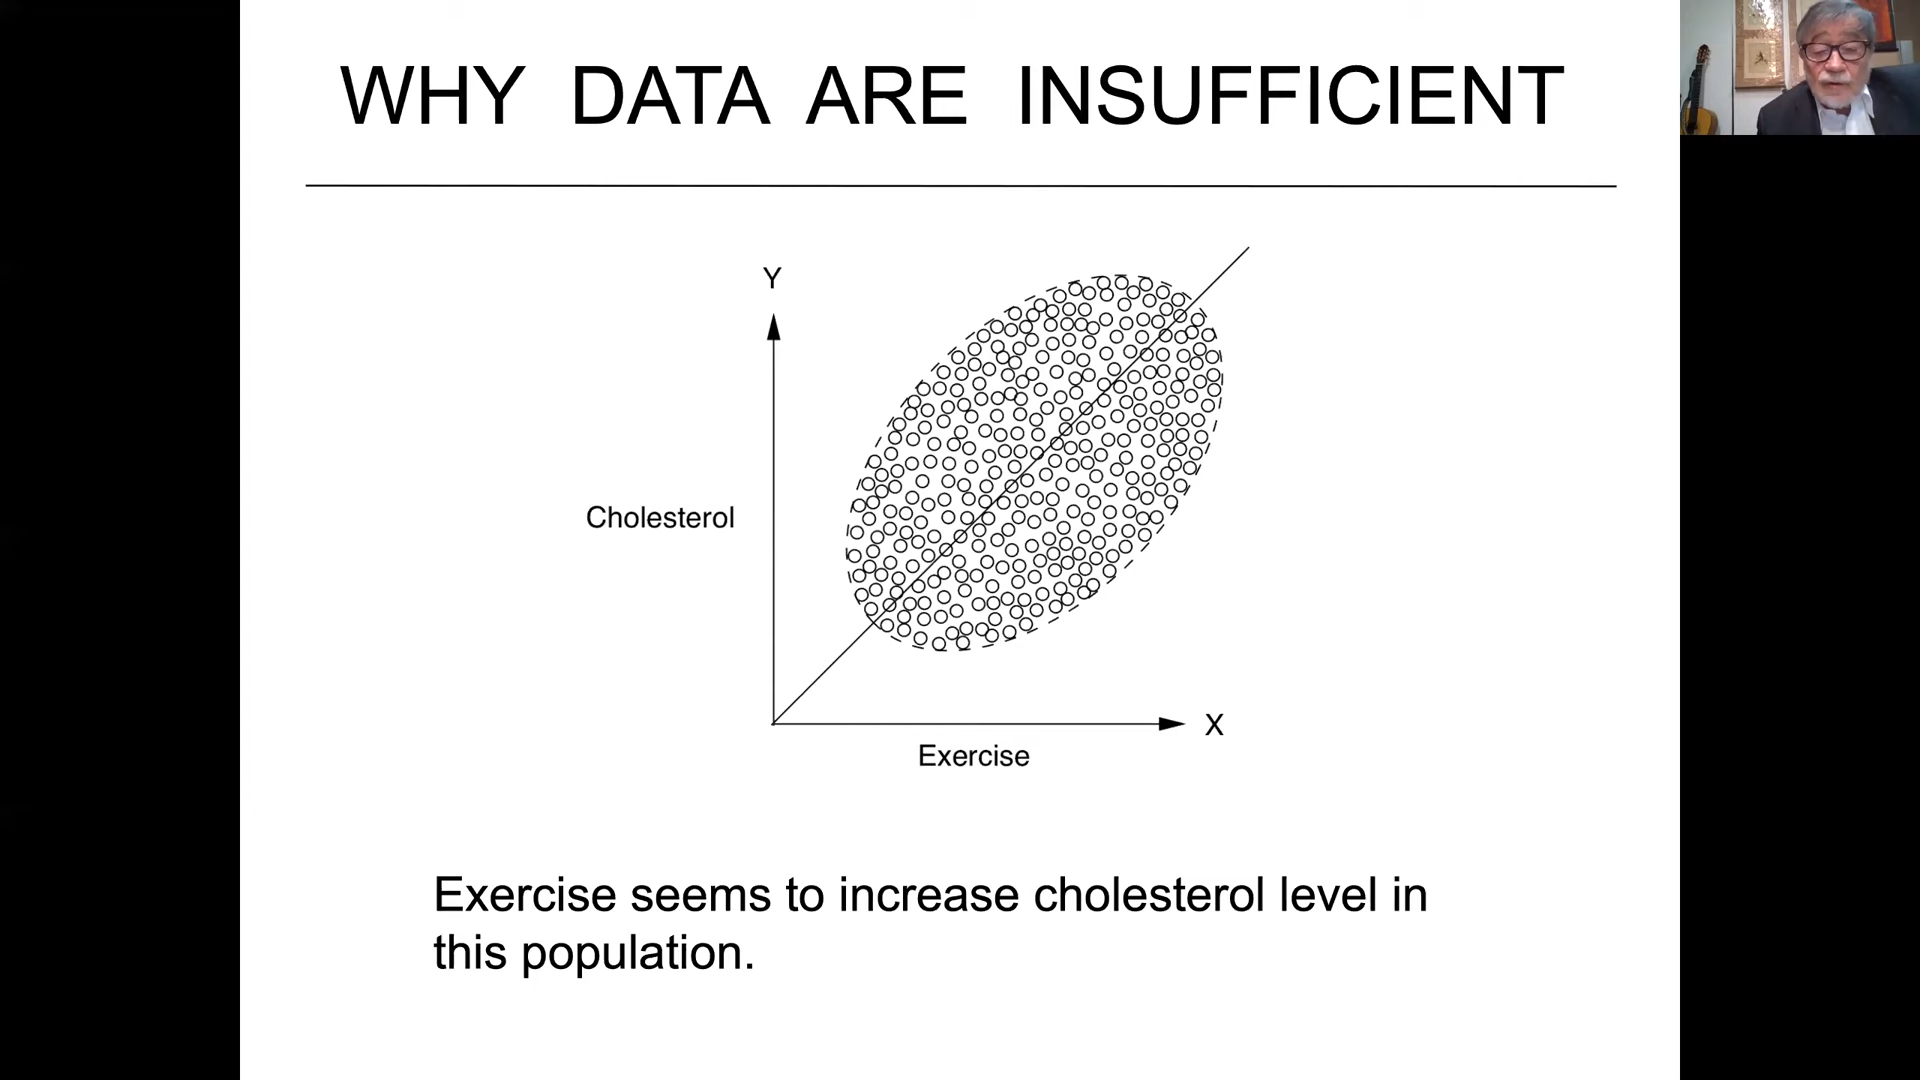 WHY DATA ARE INSUFFICIENT
Y
Cholesterol
X
Exercise
Exercise seems to increase cholesterol level in
this population.